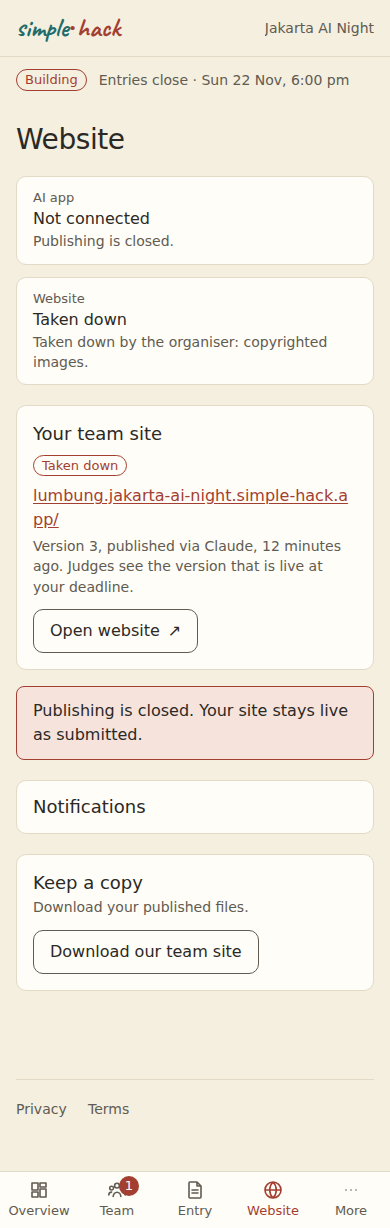 simple·hack
Jakarta AI Night
Building
Entries close · Sun 22 Nov, 6:00 pm
Website
AI app
Not connected
Publishing is closed.
Website
Taken down
Taken down by the organiser: copyrighted
images.
Your team site
Taken down
lumbung.jakarta-ai-night.simple-hack.a
pp/
Version 3, published via Claude, 12 minutes
ago. Judges see the version that is live at
your deadline.
Open website ↗
Publishing is closed. Your site stays live
as submitted.
Notifications
Keep a copy
Download your published files.
Download our team site
Privacy
Terms
1
Overview
Team
Entry
Website
More